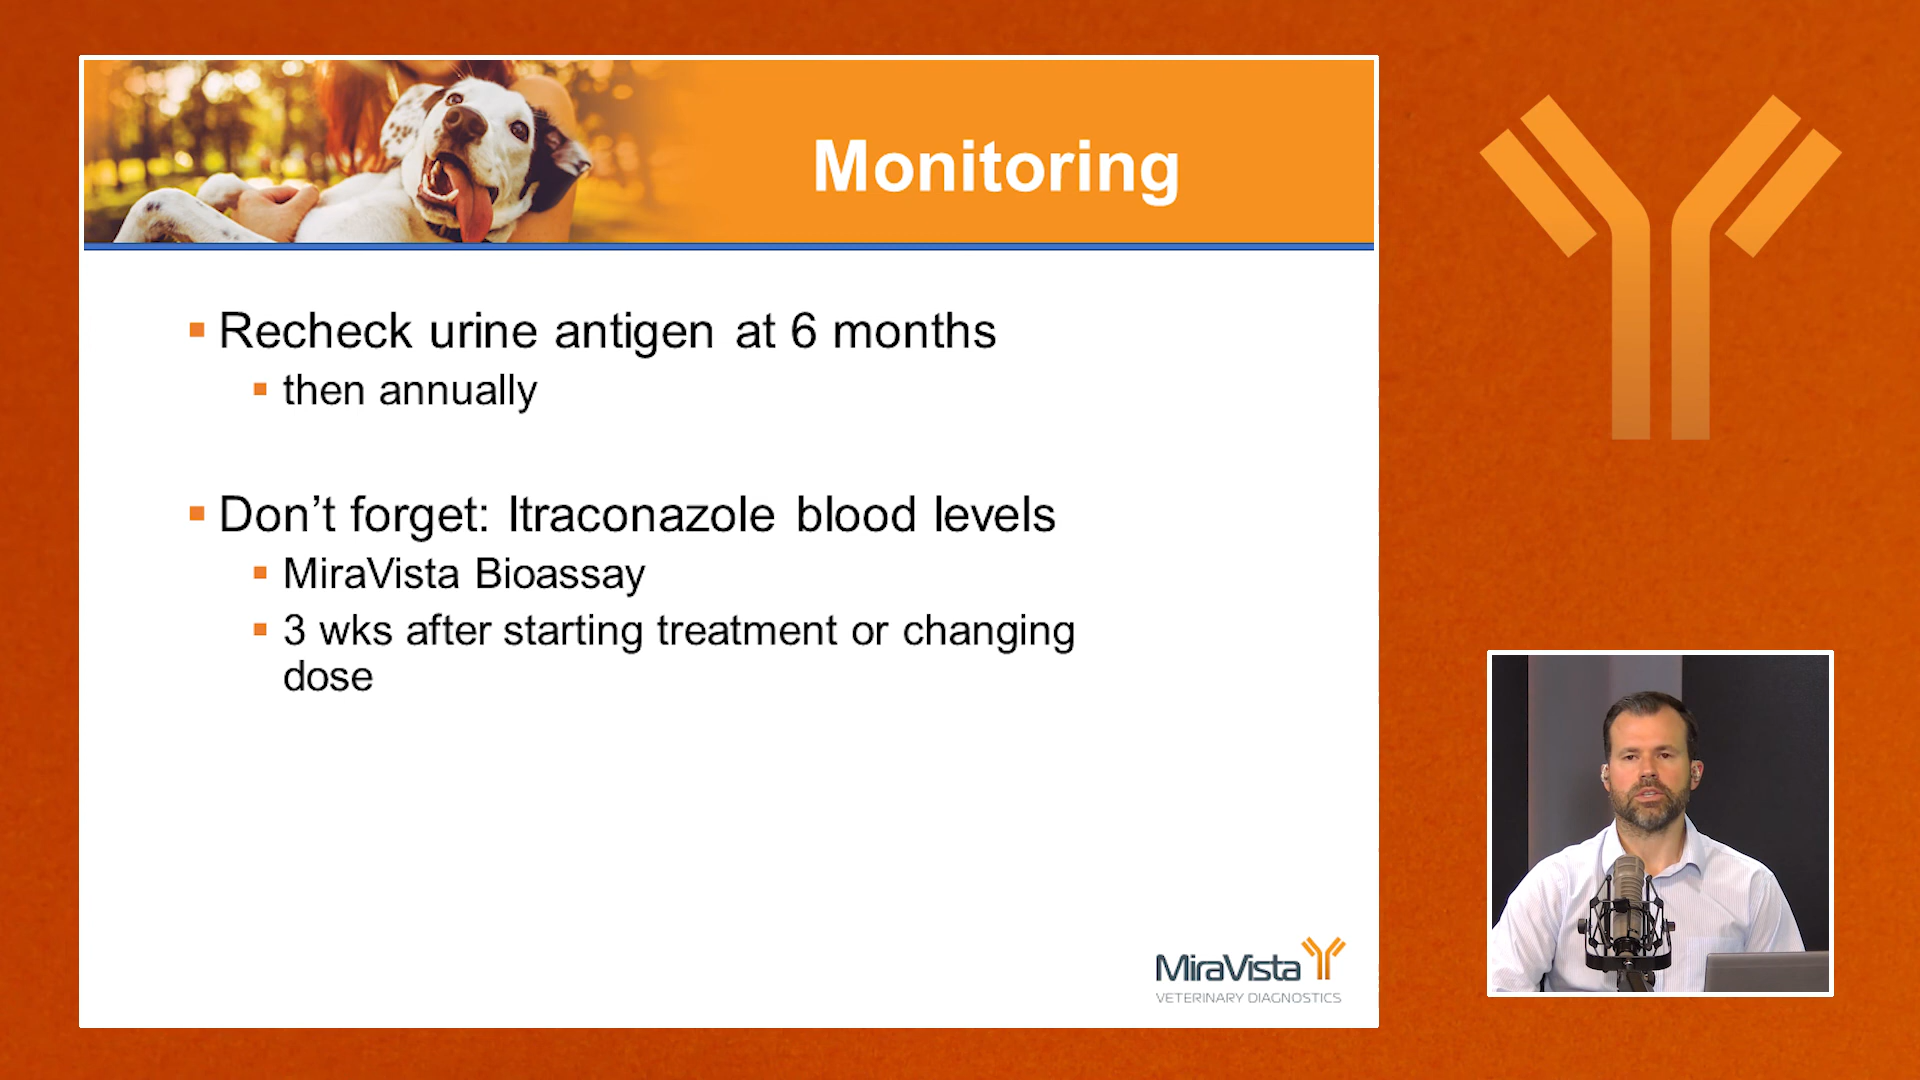 Monitoring
Recheck urine antigen at 6 months
then annually
Don’t forget: Itraconazole blood levels
MiraVista Bioassay
3 wks after starting treatment or changing
dose
MiraVista
VETERINARY DIAGNOSTICS